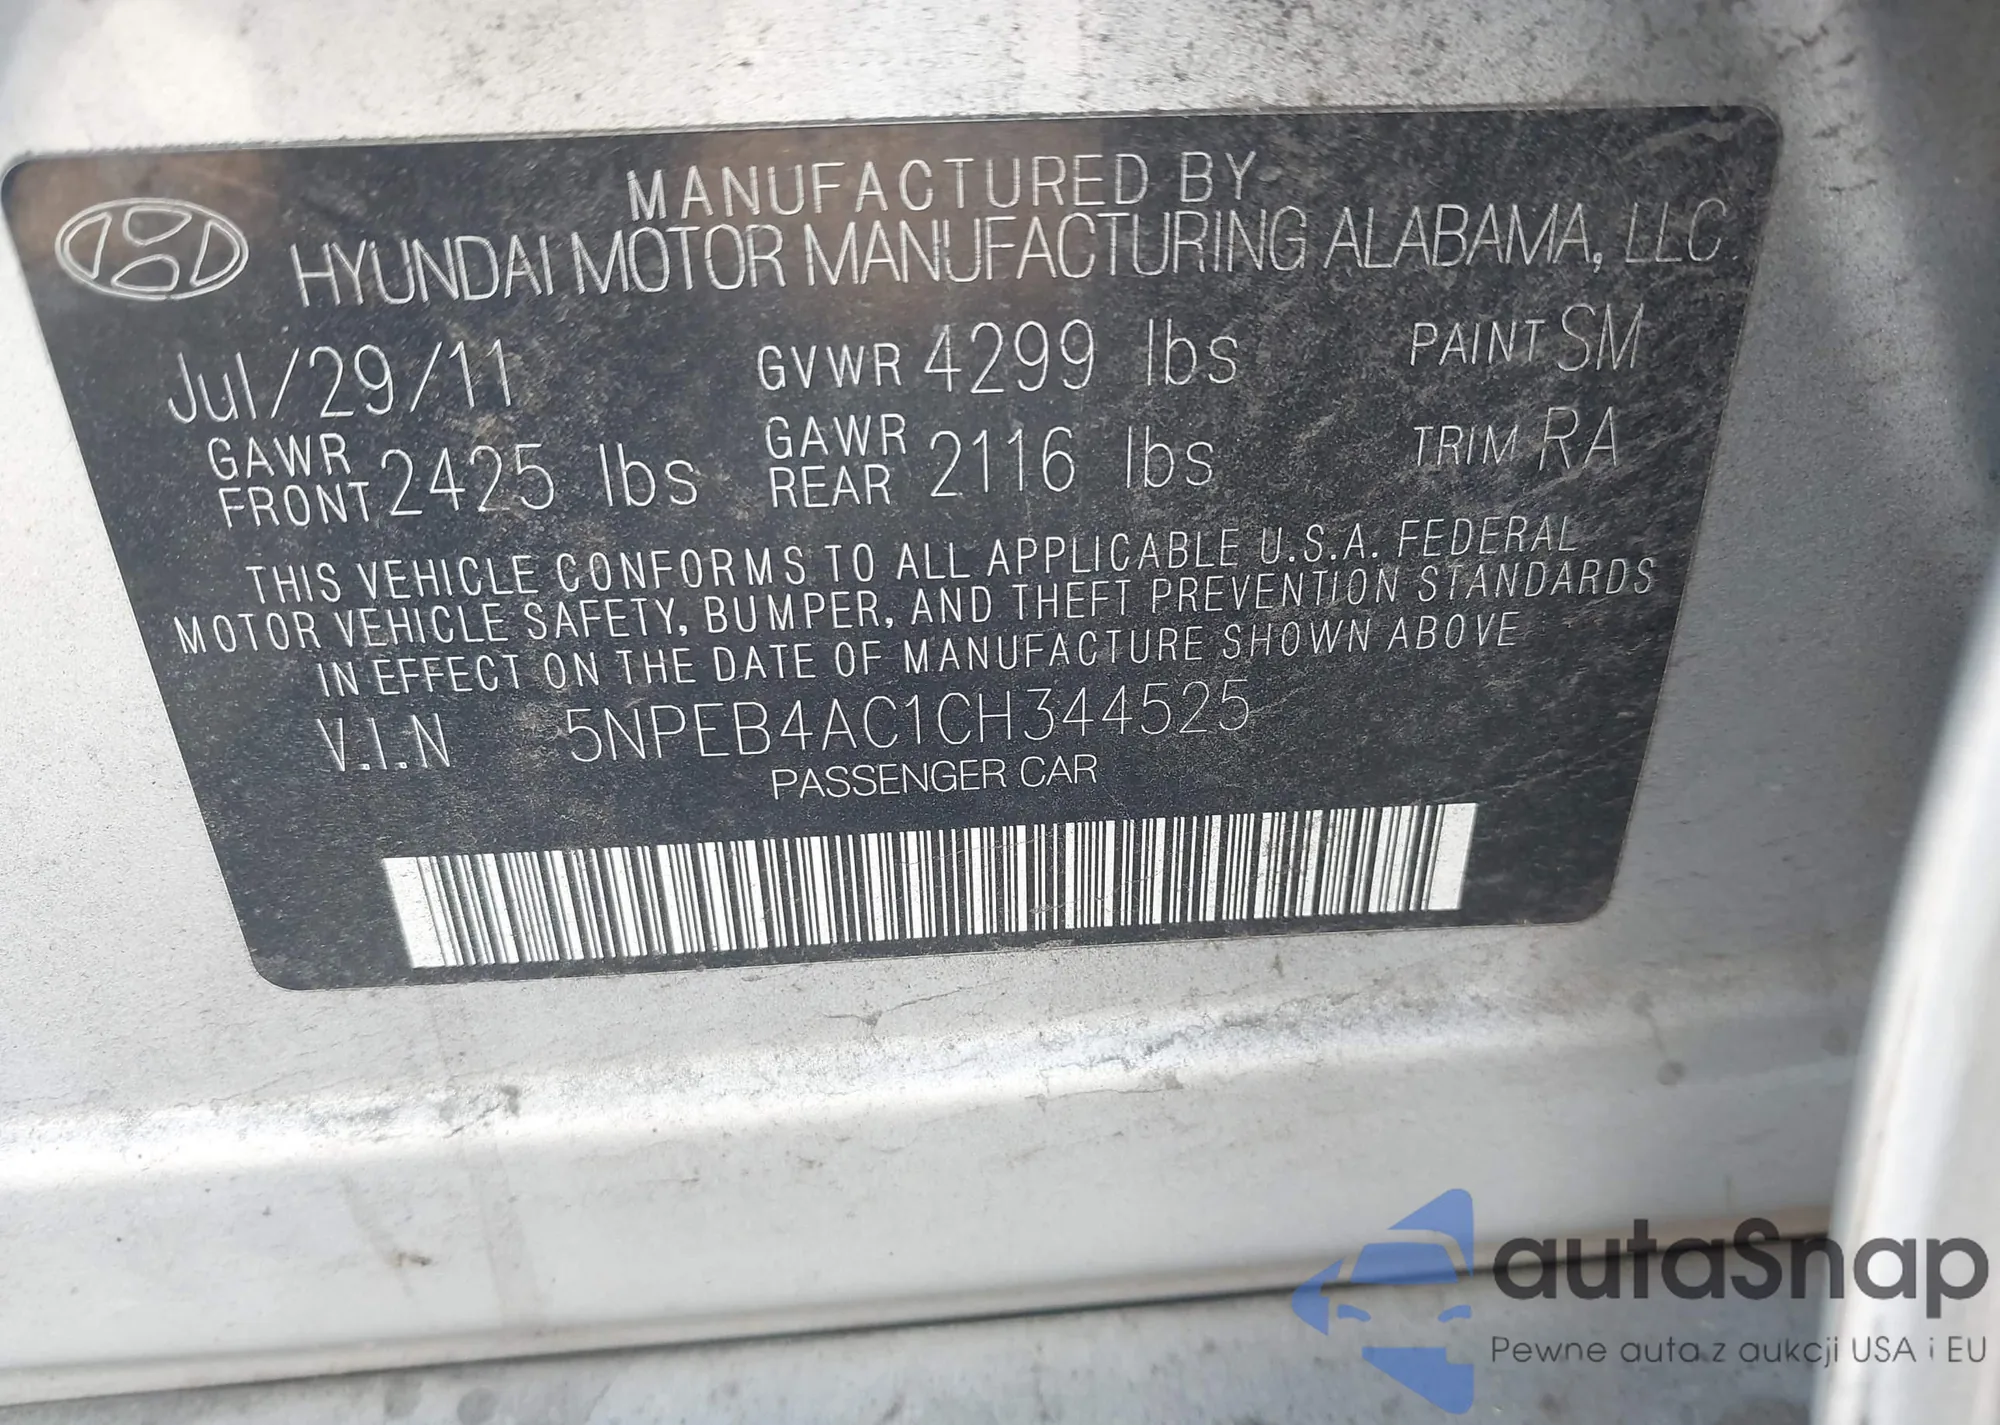 MANUFACTURED BY
HYUNDAI MOTOR MANUFACTURING ALABAMA, LLC
Jul/29/11 GVWR 4299 lbs PAINT SM
GAWR FRONT 2425 lbs GAWR REAR 2116 lbs TRIM RA
THIS VEHICLE CONFORMS TO ALL APPLICABLE U.S.A. FEDERAL
MOTOR VEHICLE SAFETY, BUMPER, AND THEFT PREVENTION STANDARDS
IN EFFECT ON THE DATE OF MANUFACTURE SHOWN ABOVE
V.I.N 5NPEB4AC1CH344525
PASSENGER CAR
autaSnap
Pewne auta z aukcji USA i EU